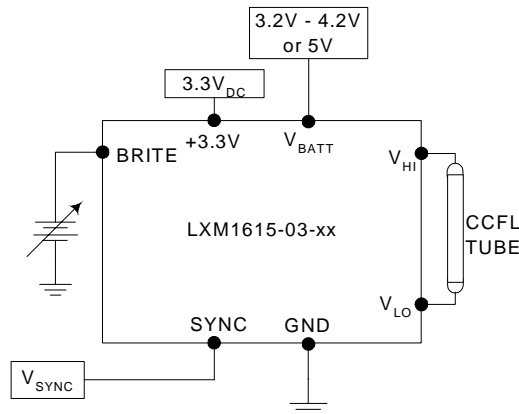 3.2V - 4.2V
or 5V
3.3V_DC
+3.3V
V_BATT
BRITE
V_HI
LXM1615-03-xx
CCFL
TUBE
V_LO
SYNC
GND
V_SYNC